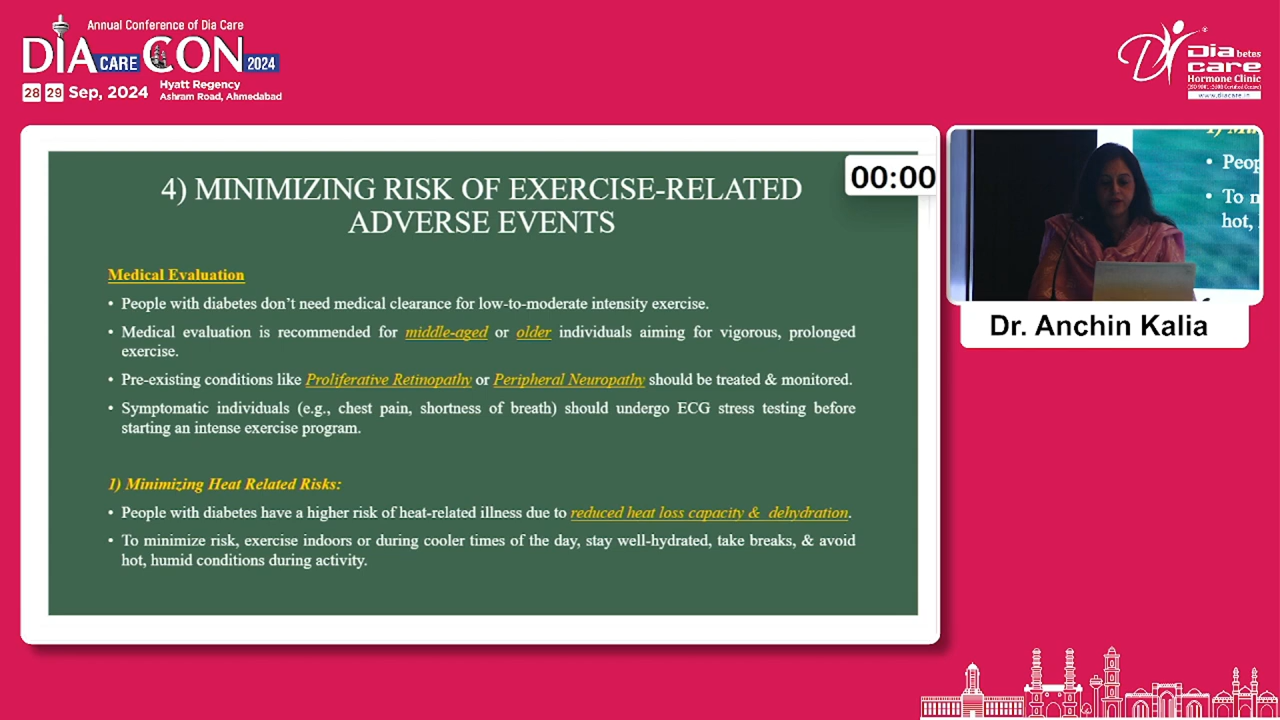 Annual Conference of Dia Care
DIA CARE CON 2024
28 29 Sep, 2024
Hyatt Regency
Ashram Road, Ahmedabad
Diabetes
care
Hormone Clinic
www.diacare.in
00:00
4) MINIMIZING RISK OF EXERCISE-RELATED
ADVERSE EVENTS
Medical Evaluation
• People with diabetes don't need medical clearance for low-to-moderate intensity exercise.
• Medical evaluation is recommended for middle-aged or older individuals aiming for vigorous, prolonged
exercise.
• Pre-existing conditions like Proliferative Retinopathy or Peripheral Neuropathy should be treated & monitored.
• Symptomatic individuals (e.g., chest pain, shortness of breath) should undergo ECG stress testing before
starting an intense exercise program.
1) Minimizing Heat Related Risks:
• People with diabetes have a higher risk of heat-related illness due to reduced heat loss capacity & dehydration.
• To minimize risk, exercise indoors or during cooler times of the day, stay well-hydrated, take breaks, & avoid
hot, humid conditions during activity.
• Peop
• To m
hot,
Dr. Anchin Kalia